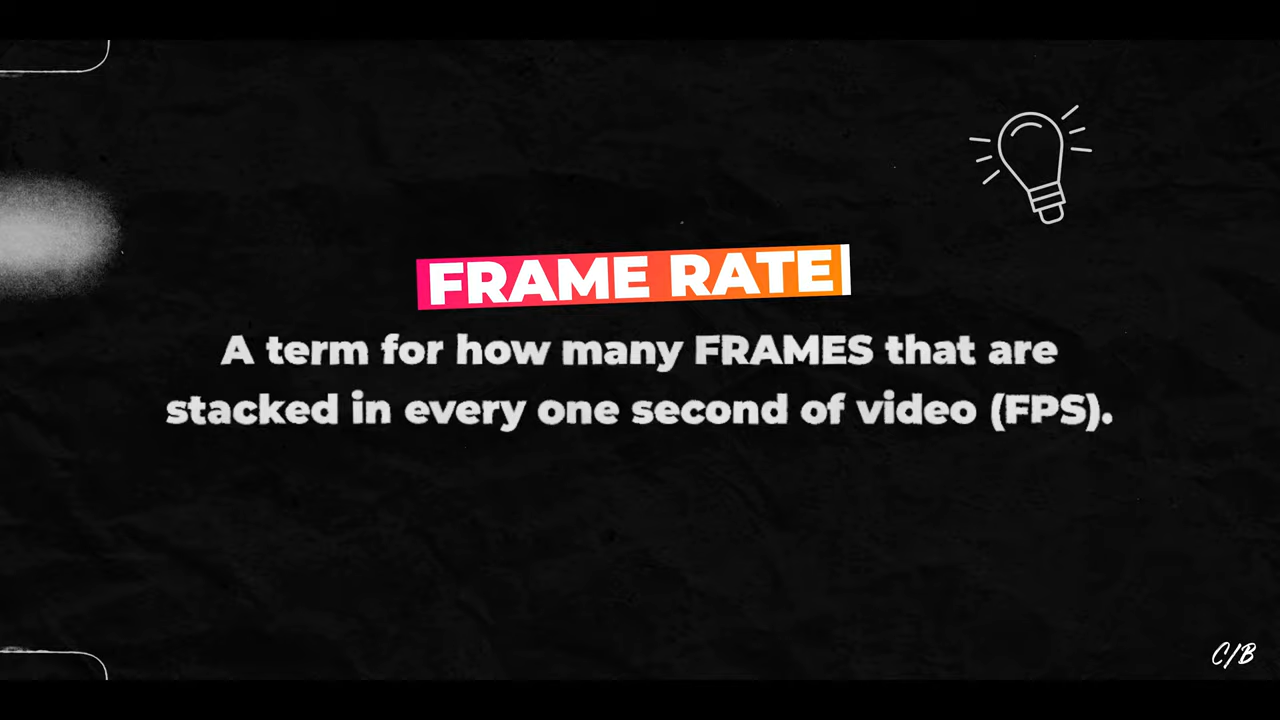 FRAME RATE
A term for how many FRAMES that are
stacked in every one second of video (FPS).
C/B